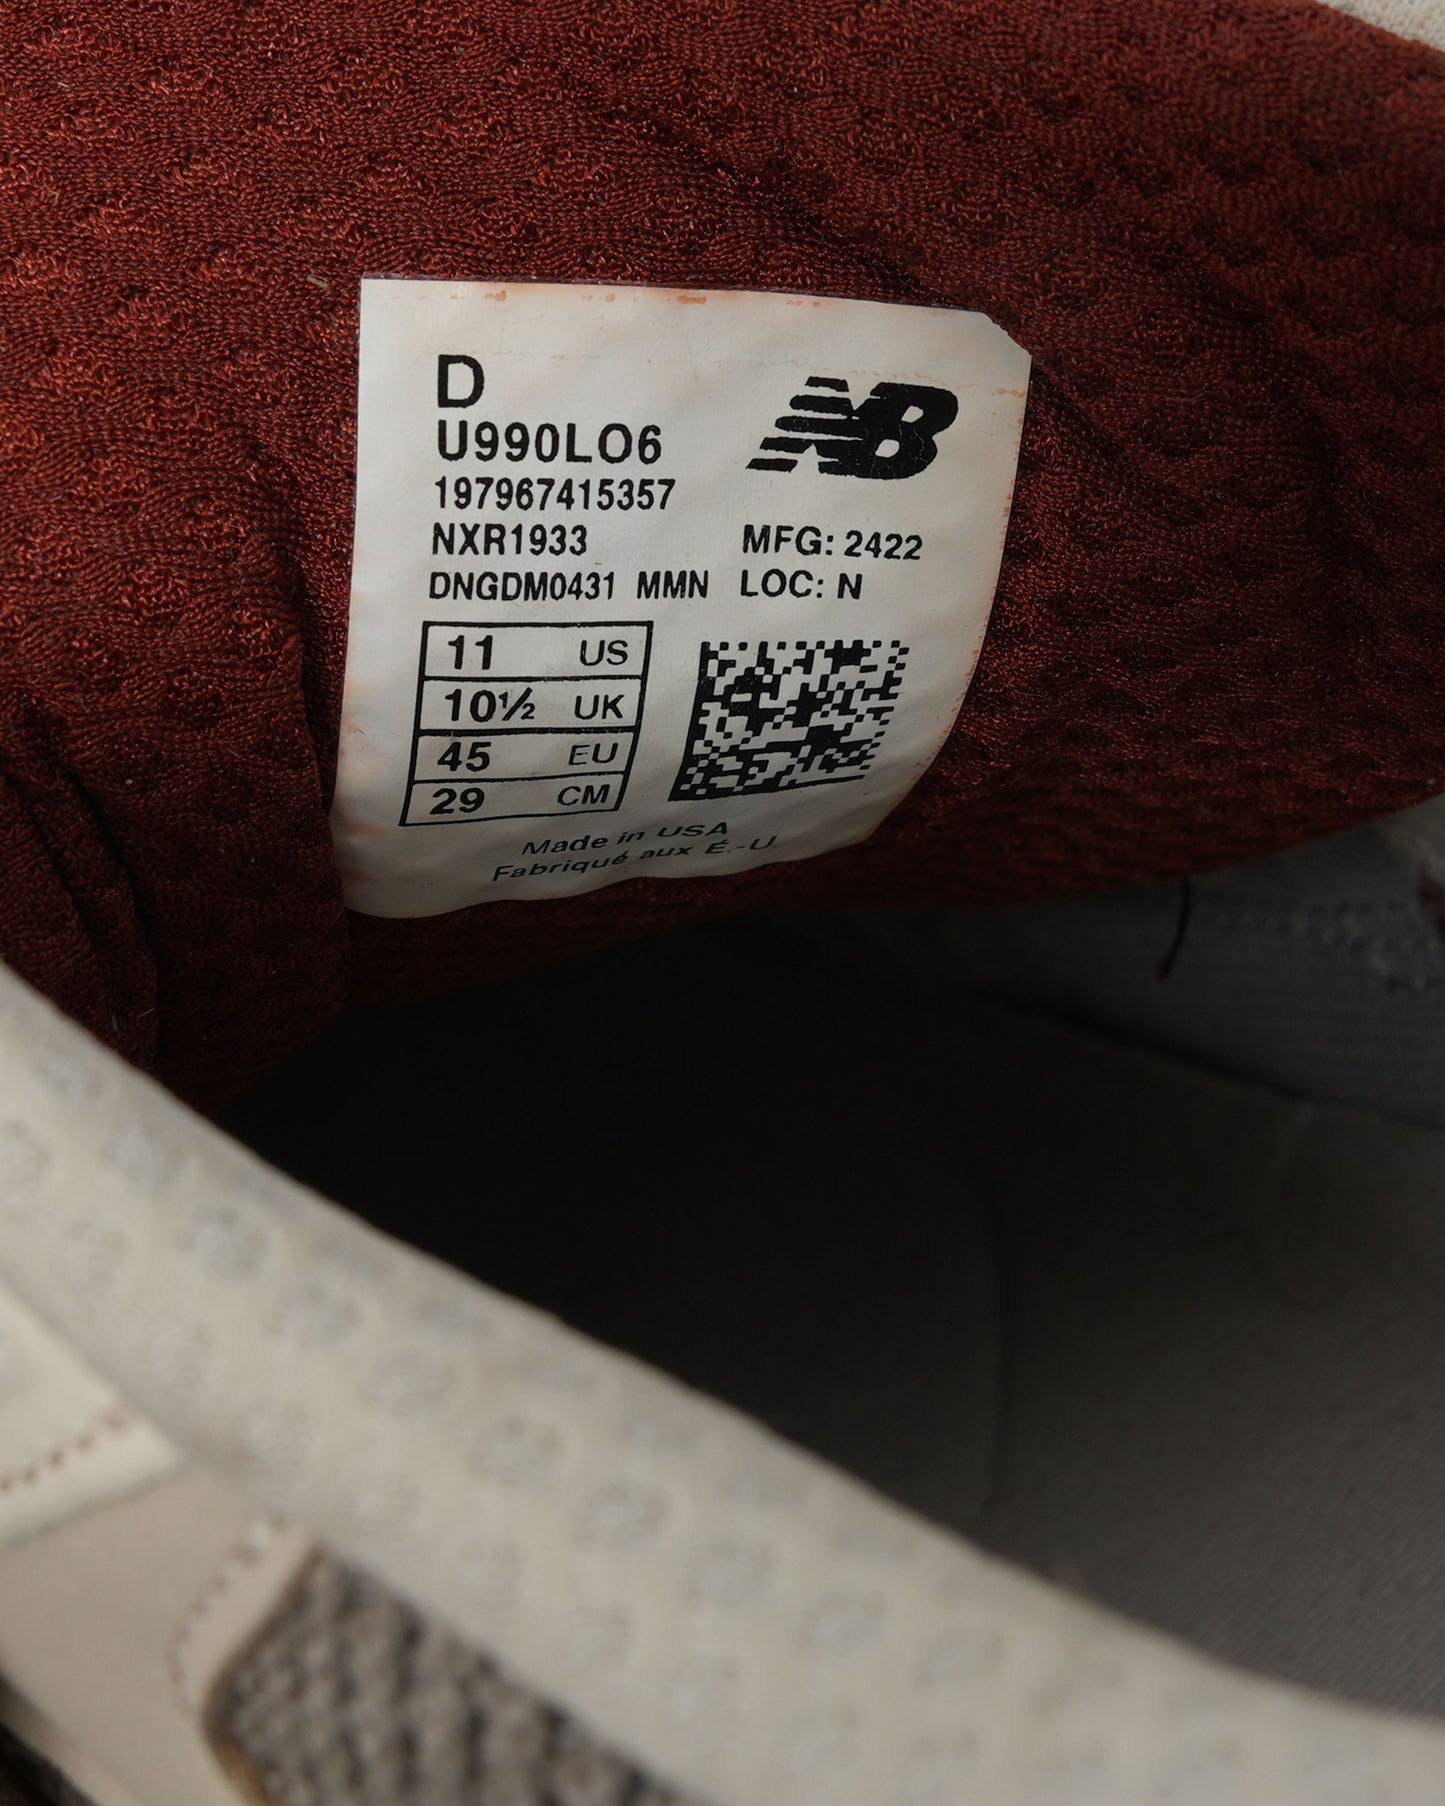 D
U990LO6
197967415357
NXR1933
DNGDM0431 MMN
NB
MFG: 2422
LOC: N
11 US
10½ UK
45 EU
29 CM
Made in USA
Fabriqué aux É.-U.